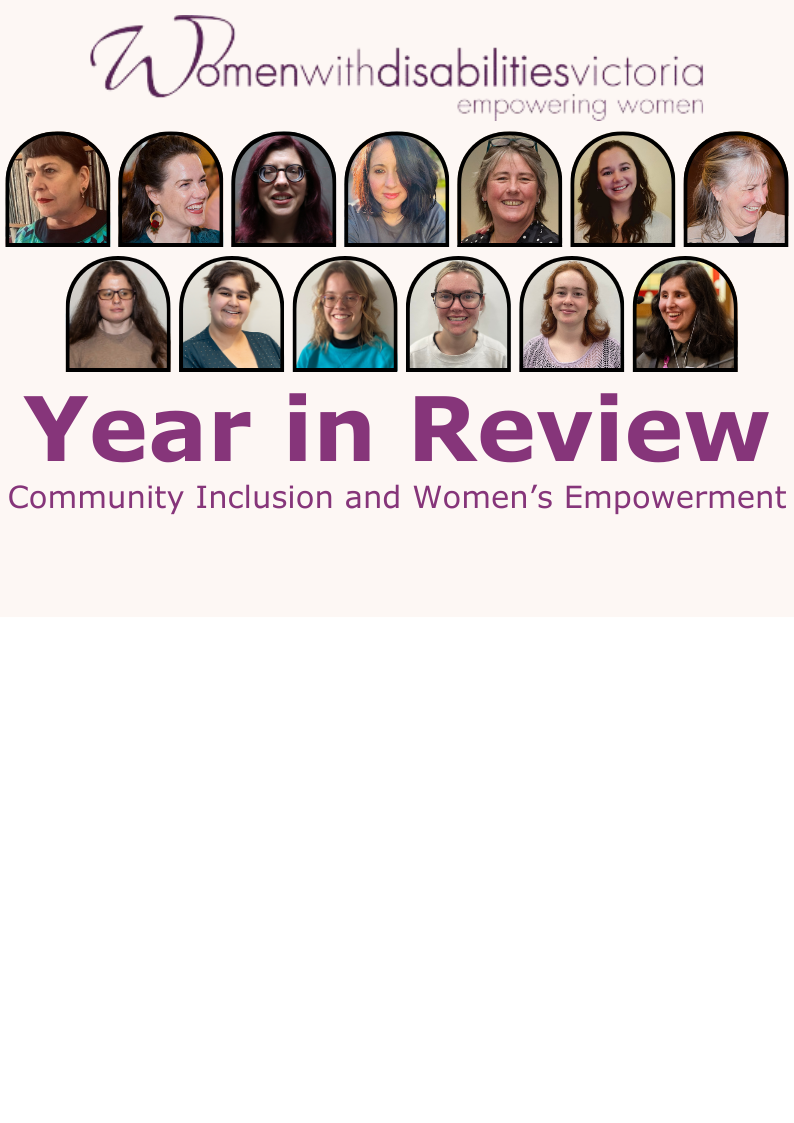 Womenwithdisabilitiesvictoria
empowering women
Year in Review
Community Inclusion and Women’s Empowerment